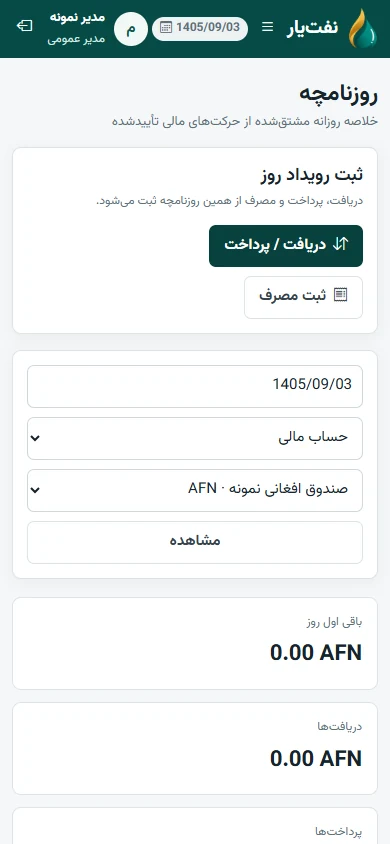 نفت‌یار
1405/09/03
م
مدیر نمونه
مدیر عمومی
روزنامچه
خلاصه روزانه مشتق‌شده از حرکت‌های مالی تأییدشده
ثبت رویداد روز
دریافت، پرداخت و مصرف از همین روزنامچه ثبت می‌شود.
دریافت / پرداخت
ثبت مصرف
1405/09/03
حساب مالی
صندوق افغانی نمونه · AFN
مشاهده
باقی اول روز
0.00 AFN
دریافت‌ها
0.00 AFN
پرداخت‌ها